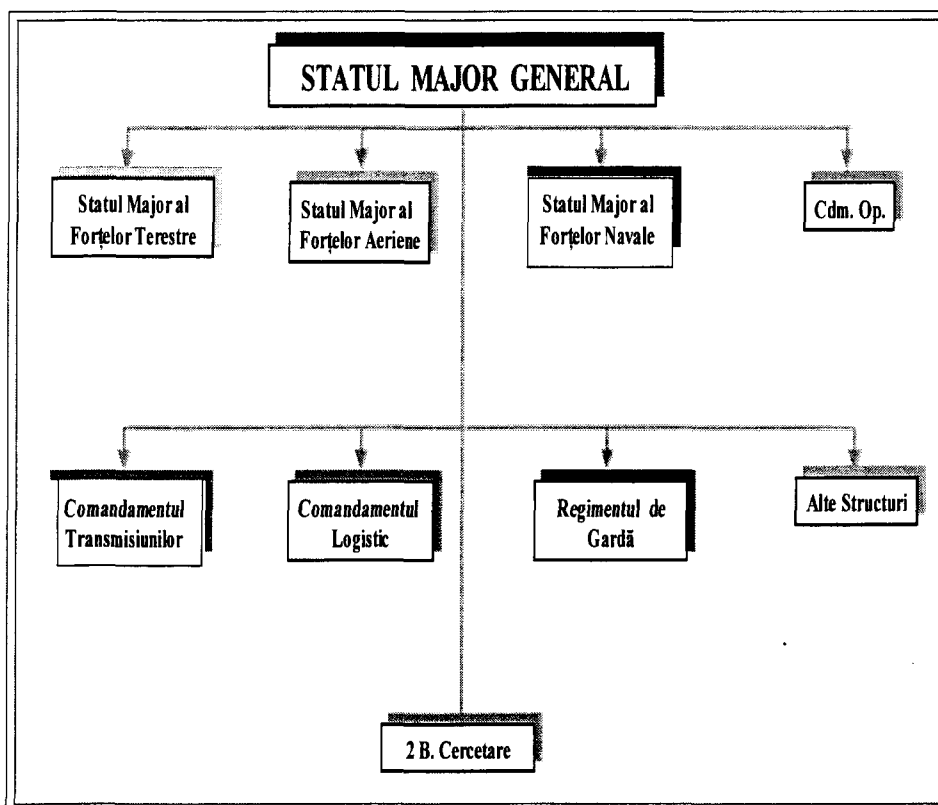 STATUL MAJOR GENERAL
Statul Major al
Forțelor Terestre
Statul Major al
Forțelor Aeriene
Statul Major al
Forțelor Navale
Cdm. Op.
Comandamentul
Transmisiunilor
Comandamentul
Logistic
Regimentul de
Gardă
Alte Structuri
2 B. Cercetare